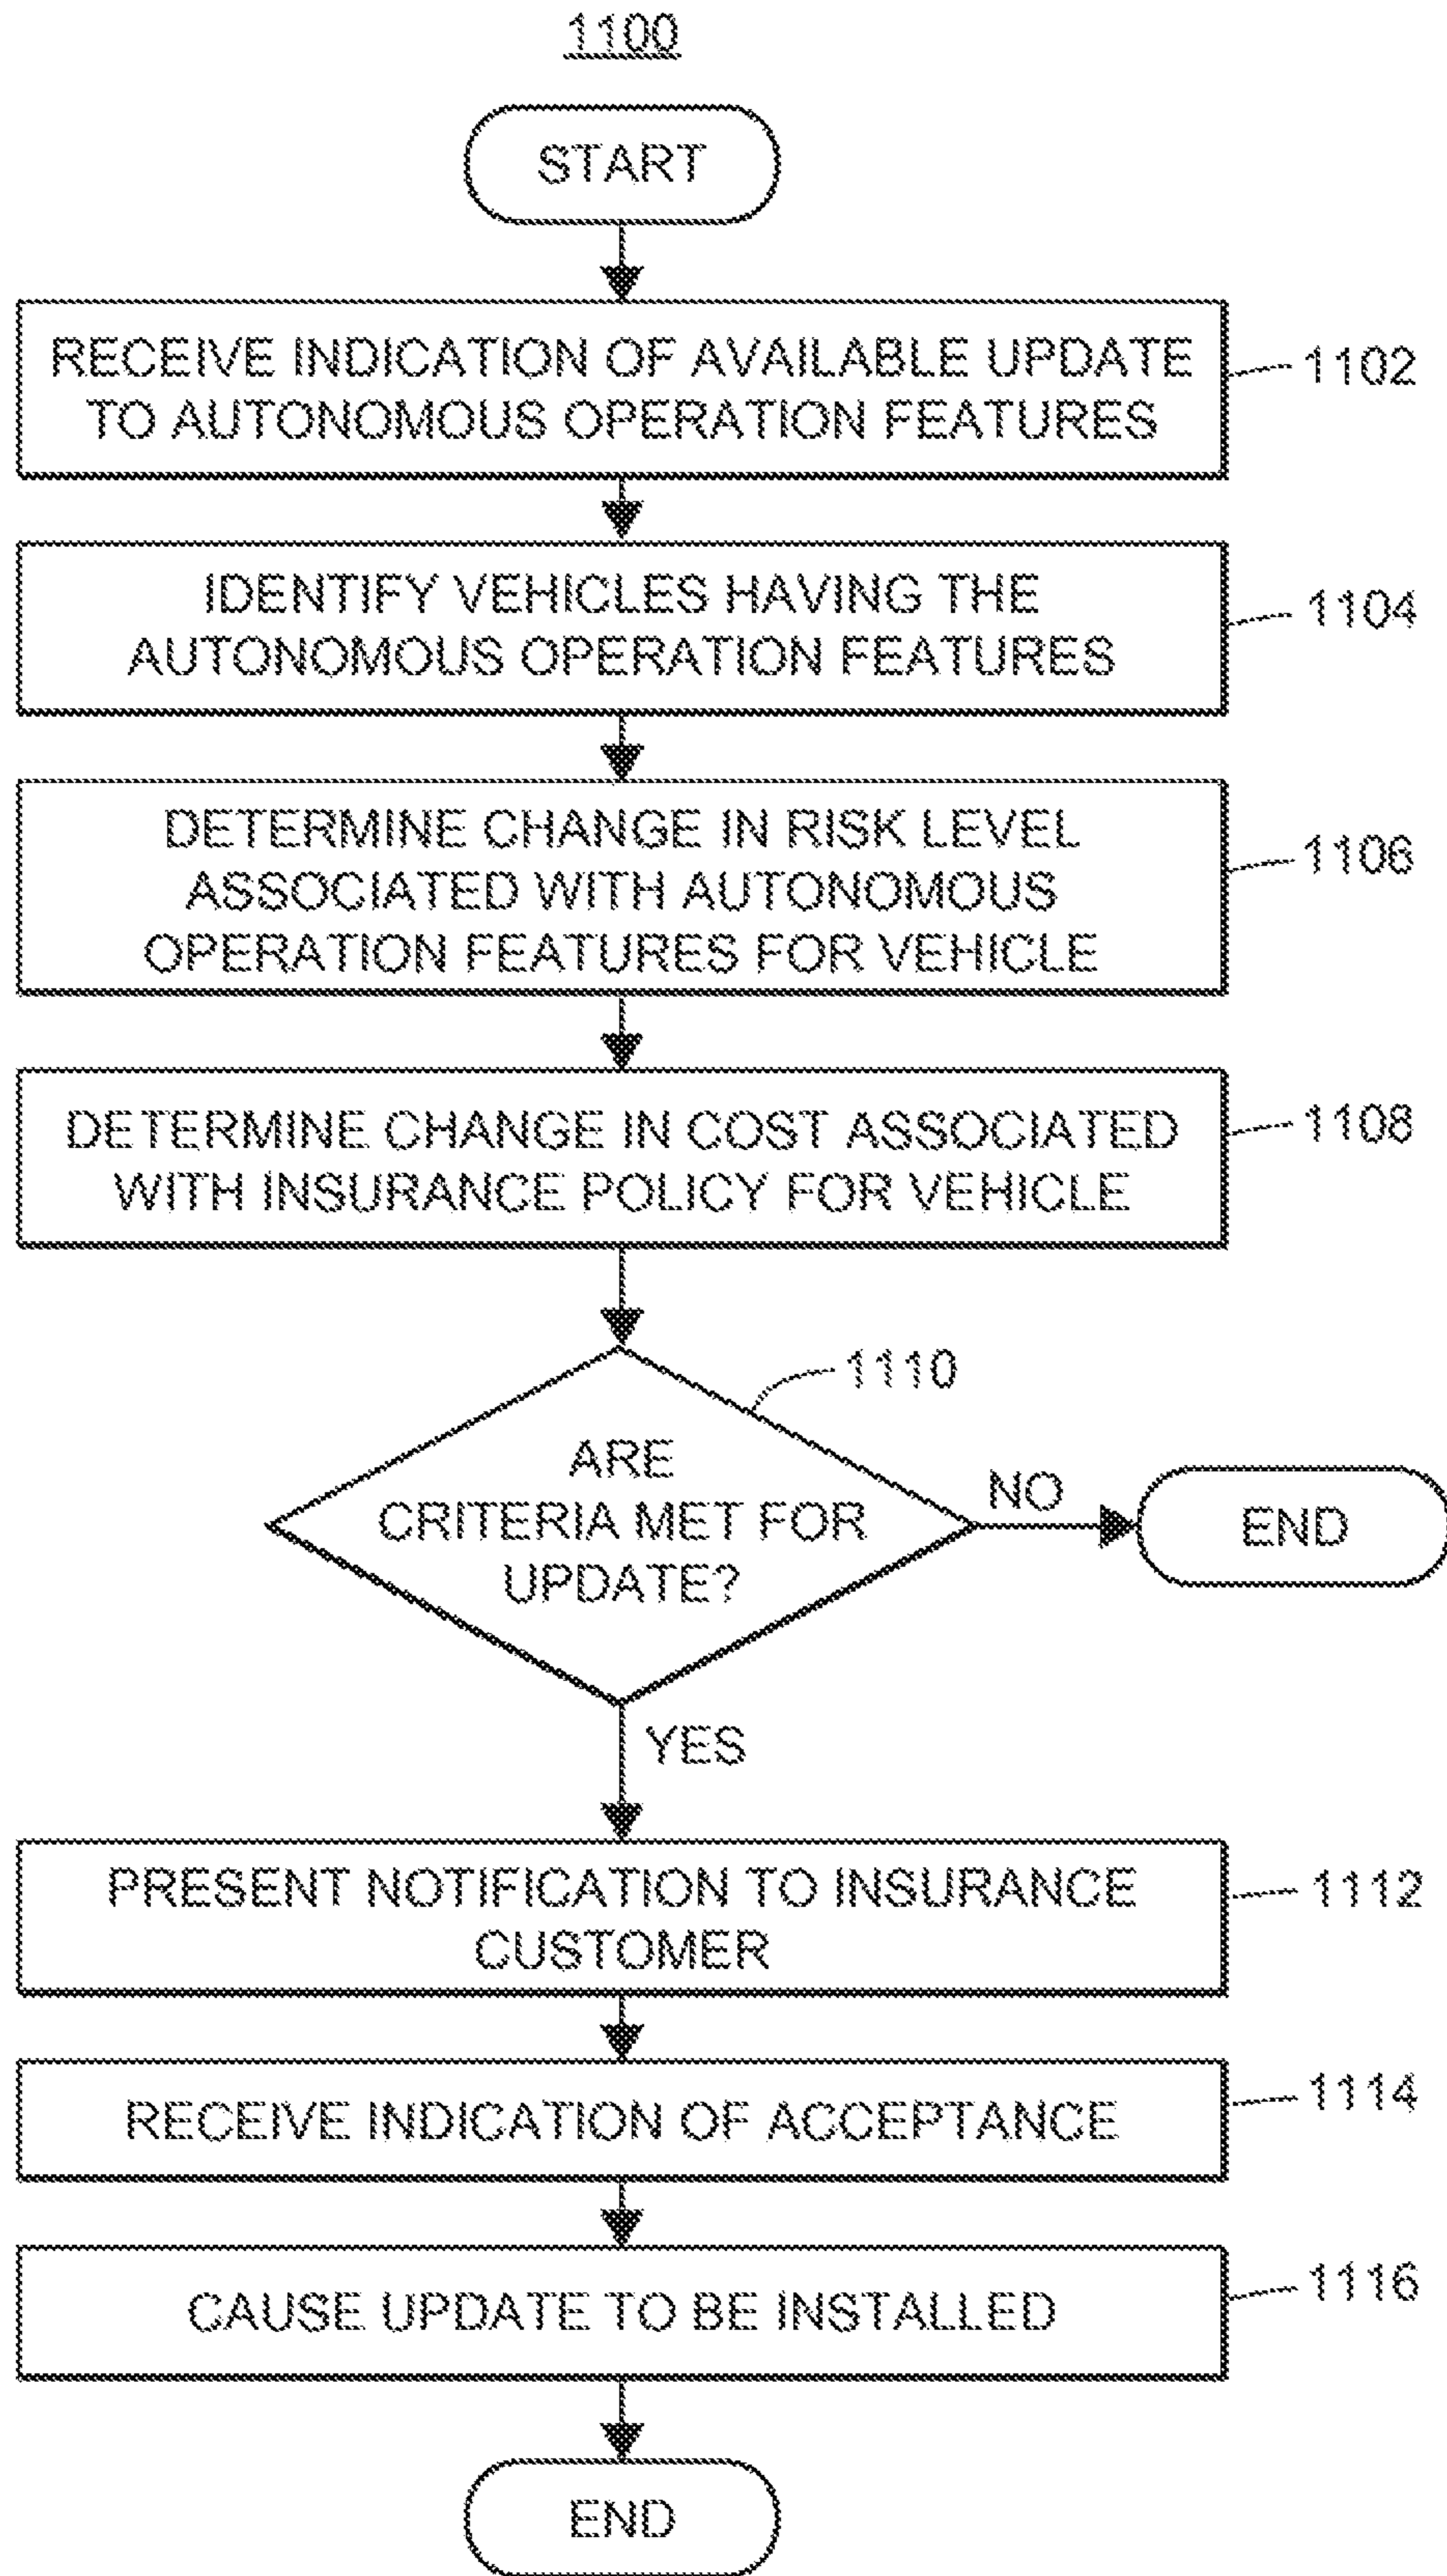 1100
START
RECEIVE INDICATION OF AVAILABLE UPDATE
TO AUTONOMOUS OPERATION FEATURES
1102
IDENTIFY VEHICLES HAVING THE
AUTONOMOUS OPERATION FEATURES
1104
DETERMINE CHANGE IN RISK LEVEL
ASSOCIATED WITH AUTONOMOUS
OPERATION FEATURES FOR VEHICLE
1106
DETERMINE CHANGE IN COST ASSOCIATED
WITH INSURANCE POLICY FOR VEHICLE
1108
1110
ARE
CRITERIA MET FOR
UPDATE?
NO
END
YES
PRESENT NOTIFICATION TO INSURANCE
CUSTOMER
1112
RECEIVE INDICATION OF ACCEPTANCE
1114
CAUSE UPDATE TO BE INSTALLED
1116
END